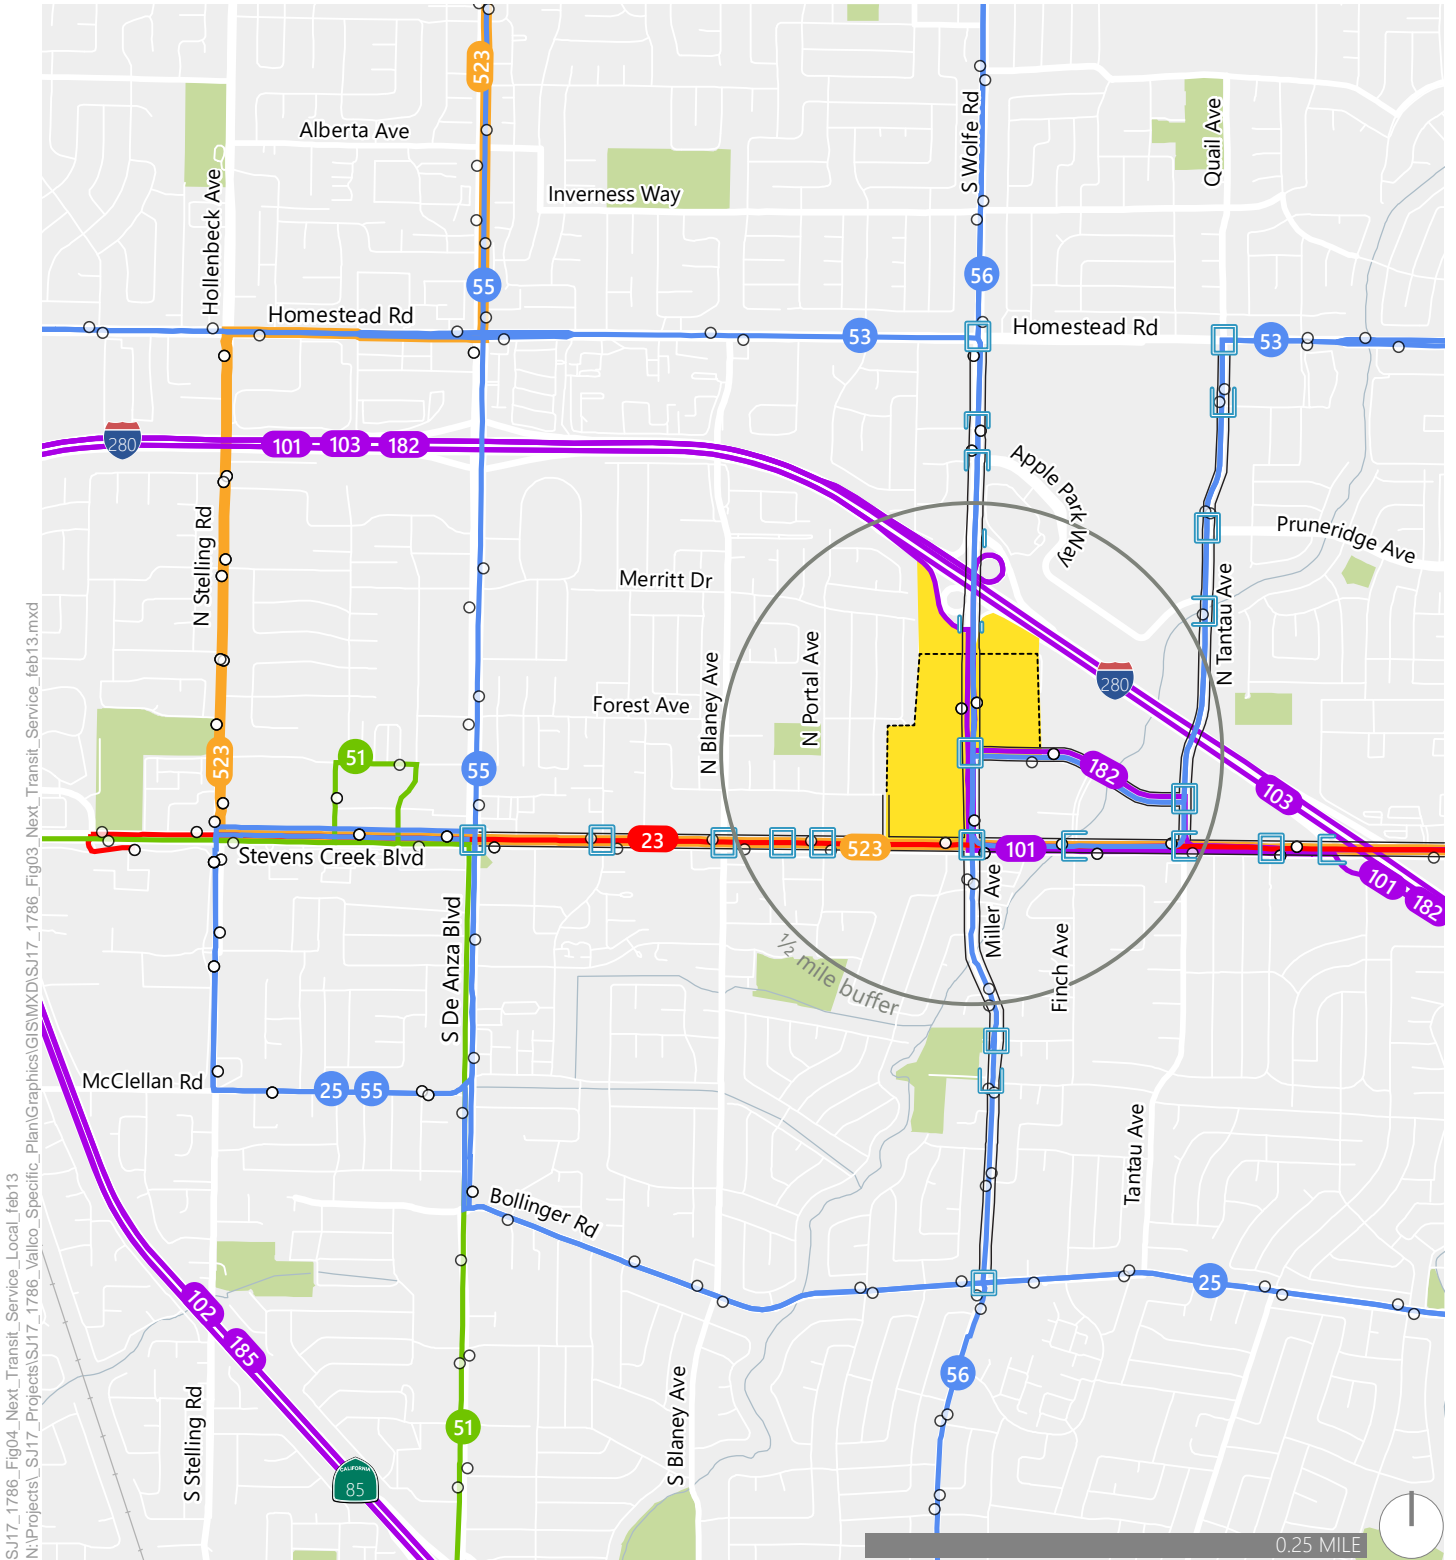 523
Alberta Ave
S Wolfe Rd
Quail Ave
Inverness Way
Hollenbeck Ave
55
56
Homestead Rd
53
Homestead Rd
53
280
101
103
182
Apple Park Way
Pruneridge Ave
N Stelling Rd
Merritt Dr
N Tantau Ave
N Portal Ave
N Blaney Ave
280
Forest Ave
523
51
55
182
103
Stevens Creek Blvd
23
523
101
101
182
Miller Ave
S De Anza Blvd
Finch Ave
½ mile buffer
McClellan Rd
25
55
Tantau Ave
Bollinger Rd
25
102
185
56
S Blaney Ave
S Stelling Rd
51
CALIFORNIA
85
0.25 MILE
SJ17_1786_Fig04_Next_Transit_Service_Local_feb13
N:\Projects\_SJ17_Projects\SJ17_1786_Vallco_Specific_Plan\Graphics\GIS\MXD\SJ17_1786_Fig03_Next_Transit_Service_feb13.mxd